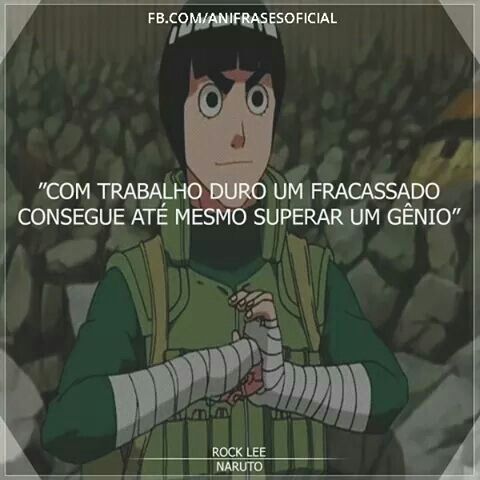 FB.COM/ANIFRASESOFICIAL
"COM TRABALHO DURO UM FRACASSADO
CONSEGUE ATÉ MESMO SUPERAR UM GÊNIO"
ROCK LEE
NARUTO